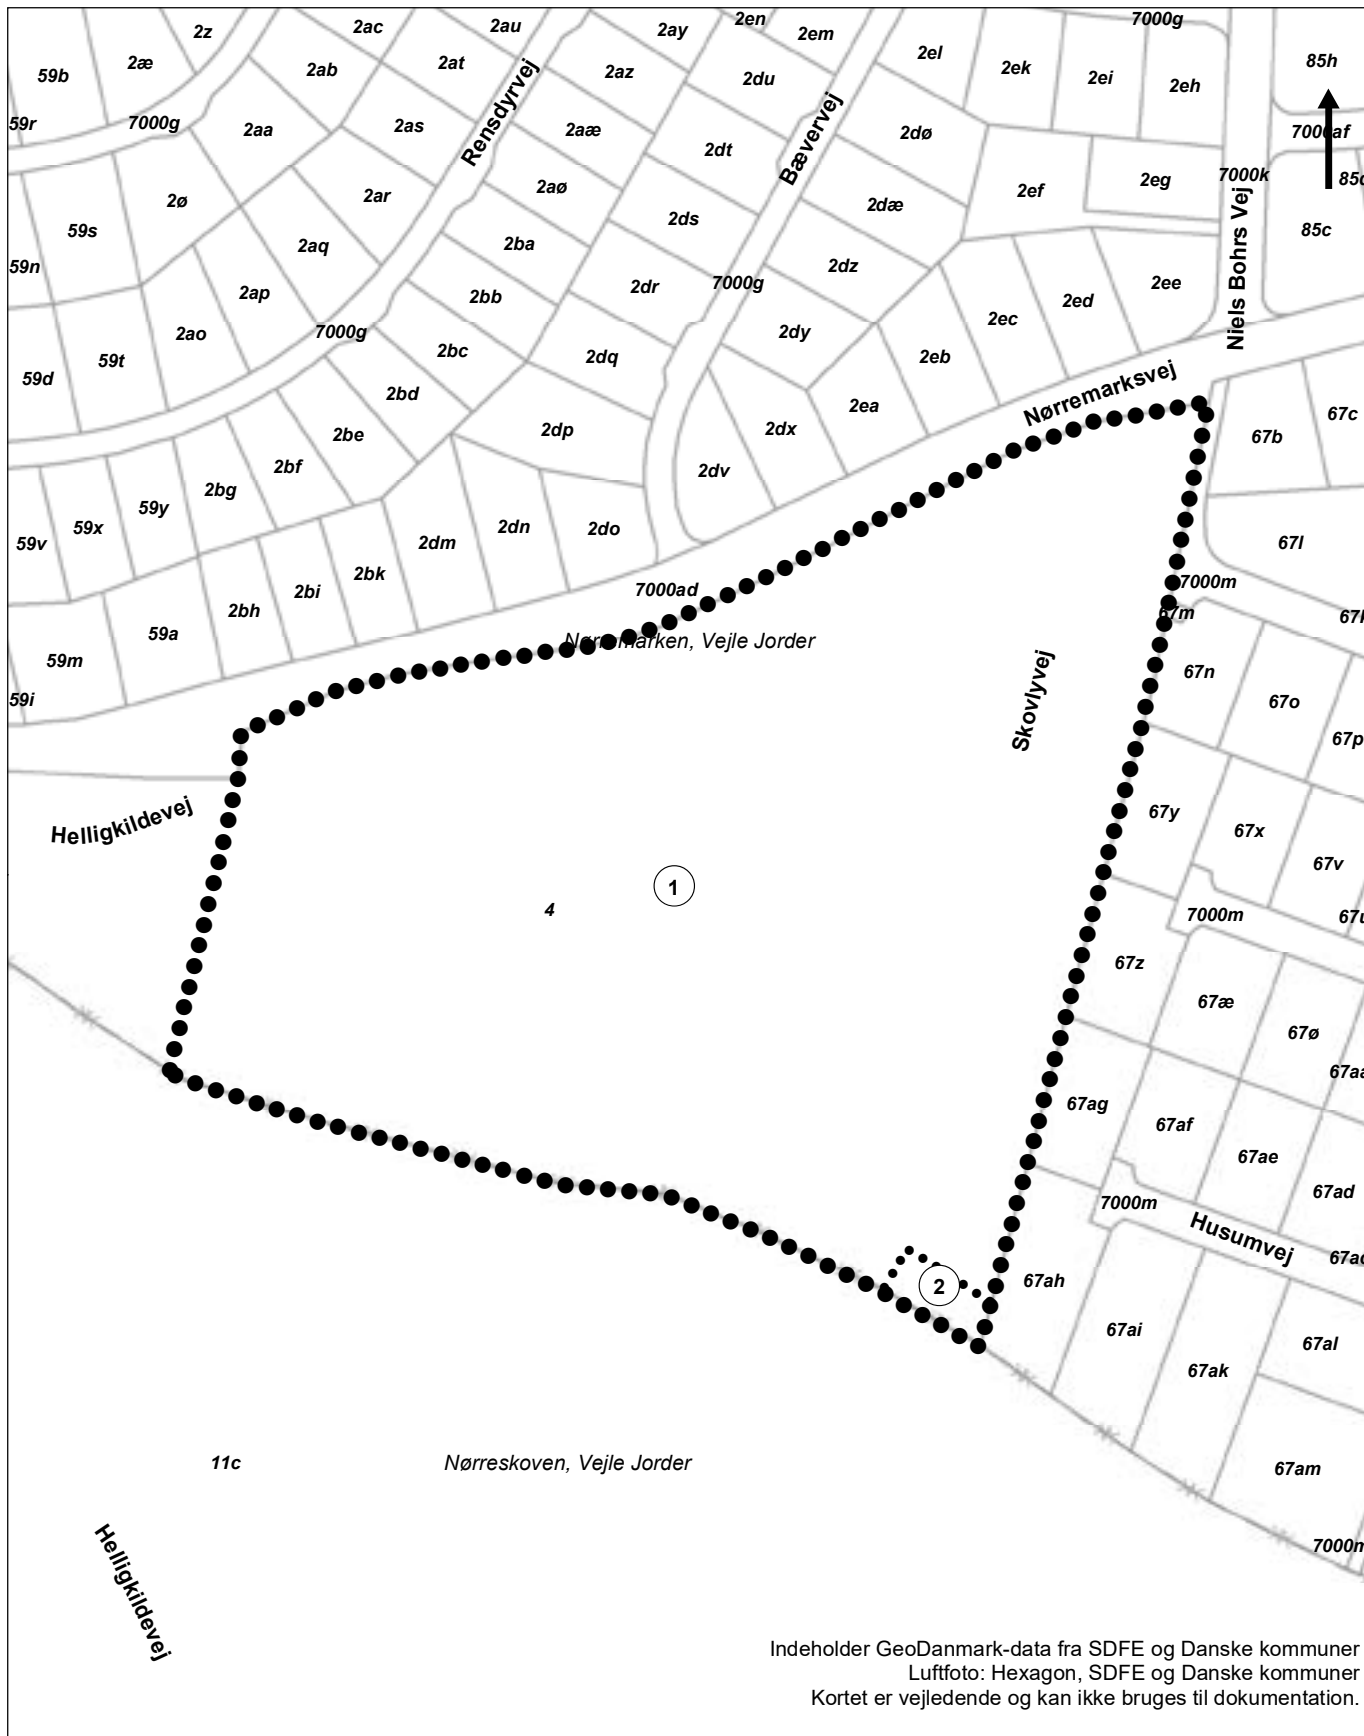 2z
2ac
2au
2ay
2en
2em
7000g
59b
2æ
2ab
2at
2az
2du
2el
2ek
2ei
2eh
85h
59r
7000g
2aa
2as
Rensdyrvej
2aæ
2dt
Bævervej
2dø
7000af
59s
2ø
2ar
2aø
2ds
2dæ
2ef
2eg
7000k
85c
59n
2aq
2ba
2dz
Niels Bohrs Vej
2ap
2bb
2dr
7000g
2ec
2ed
2ee
59d
59t
2ao
7000g
2bc
2dq
2dy
2eb
2bd
Nørremarksvej
2ea
67c
2be
2dp
2dx
67b
2bf
2bg
2dv
59v
59x
59y
2dm
2dn
2do
67l
2bk
2bi
2bh
7000ad
7000m
67m
59a
Nørremarken, Vejle Jorder
59m
59i
Skovlyvej
67n
67o
67p
Helligkildevej
67y
67x
67v
1
4
7000m
67z
67æ
67ø
67ag
67af
67ae
67ad
7000m
Husumvej
67ah
2
67ai
67al
67ak
11c
Nørreskoven, Vejle Jorder
67am
Helligkildevej
7000m
Indeholder GeoDanmark-data fra SDFE og Danske kommuner
Luftfoto: Hexagon, SDFE og Danske kommuner
Kortet er vejledende og kan ikke bruges til dokumentation.